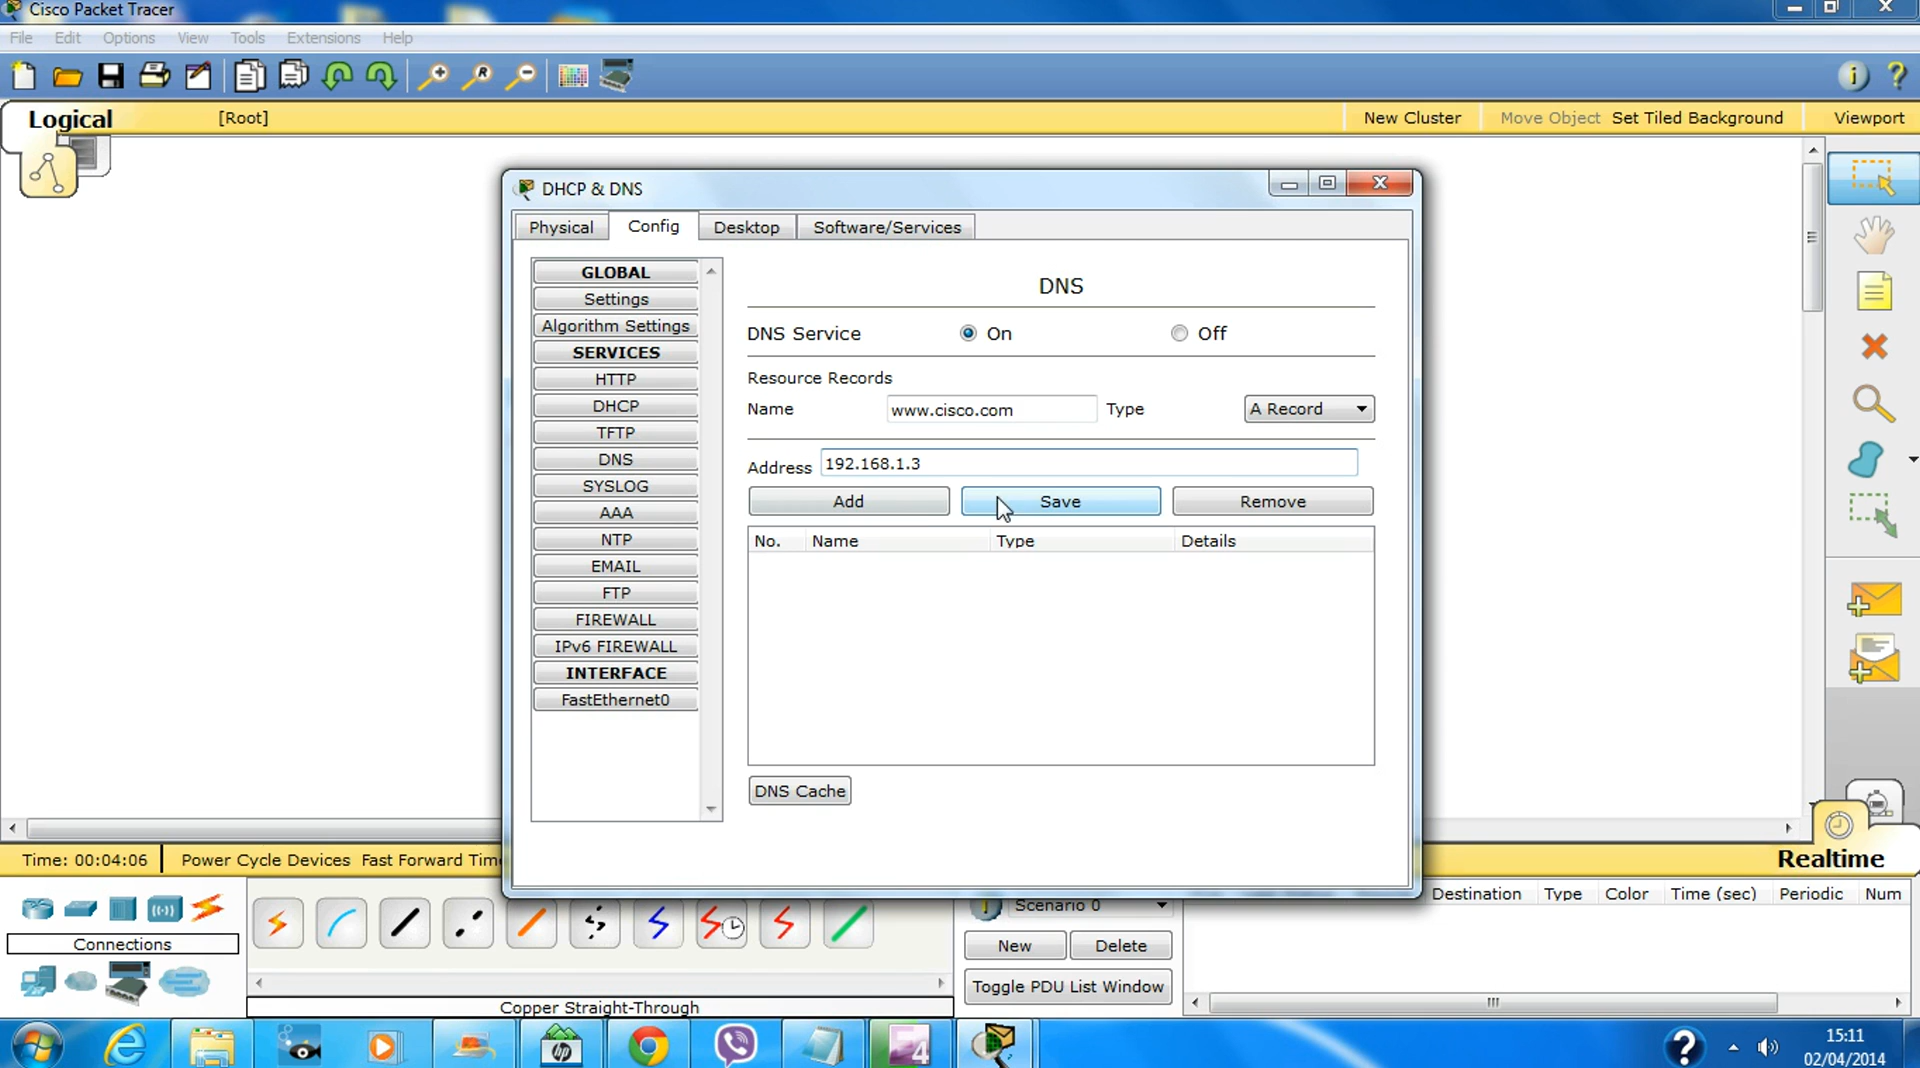 Cisco Packet Tracer
File Edit Options View Tools Extensions Help
Logical [Root] New Cluster Move Object Set Tiled Background Viewport
DHCP & DNS
Physical Config Desktop Software/Services
GLOBAL
Settings
Algorithm Settings
SERVICES
HTTP
DHCP
TFTP
DNS
SYSLOG
AAA
NTP
EMAIL
FTP
FIREWALL
IPv6 FIREWALL
INTERFACE
FastEthernet0
DNS
DNS Service On Off
Resource Records
Name www.cisco.com Type A Record
Address 192.168.1.3
Add Save Remove
No. Name Type Details
DNS Cache
Time: 00:04:06 Power Cycle Devices Fast Forward Time
Realtime
Scenario 0
Destination Type Color Time (sec) Periodic Num
Connections
New Delete
Toggle PDU List Window
Copper Straight-Through
15:11
02/04/2014